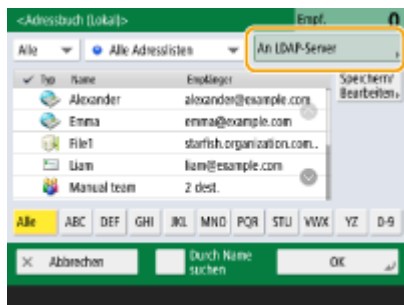 <Adressbuch (Lokal)> Empf. 0
Alle Alle Adresslisten An LDAP-Server
Typ Name Empfänger Speichern/
Bearbeiten
Alexander alexander@example.com
Emma emma@example.com
File1 starfish.organization.com..
Liam liam@example.com
Manual team 2 dest.
Alle ABC DEF GHI JKL MNO PQR STU VWX YZ 0-9
Abbrechen Durch Name
suchen OK